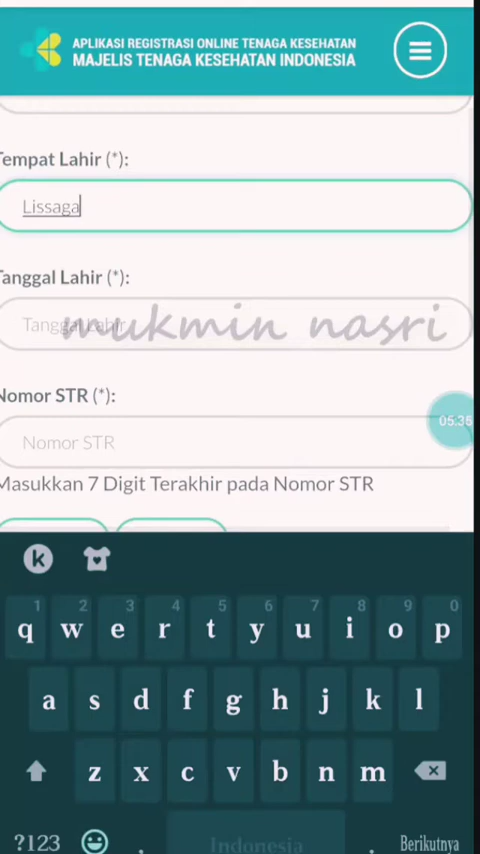 APLIKASI REGISTRASI ONLINE TENAGA KESEHATAN
MAJELIS TENAGA KESEHATAN INDONESIA
Tempat Lahir (*):
Lissaga
Tanggal Lahir (*):
Tanggal Lahir
mukmin nasri
Nomor STR (*):
05.35
Nomor STR
Masukkan 7 Digit Terakhir pada Nomor STR
k
1 2 3 4 5 6 7 8 9 0
q w e r t y u i o p
a s d f g h j k l
z x c v b n m
?123 , Indonesia . Berikutnya